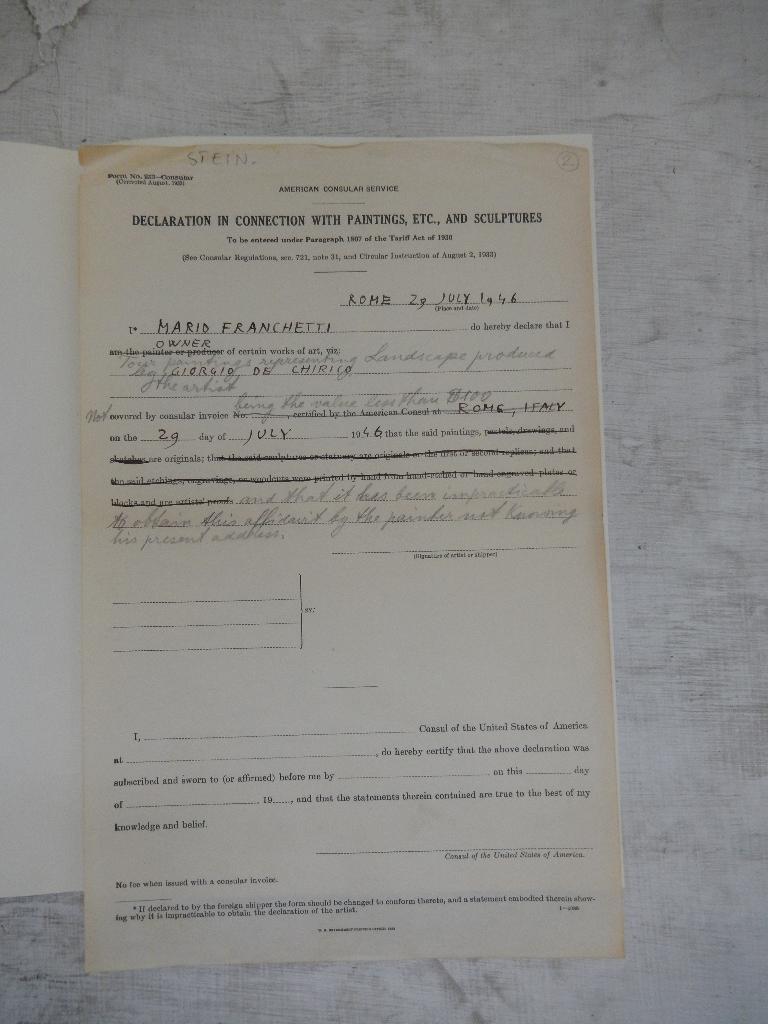 STEIN.
2
Form No. 253—Consular
(Corrected August, 1933)
AMERICAN CONSULAR SERVICE
DECLARATION IN CONNECTION WITH PAINTINGS, ETC., AND SCULPTURES
To be entered under Paragraph 1807 of the Tariff Act of 1930
(See Consular Regulations, sec. 721, note 31, and Circular Instruction of August 2, 1933)
ROME 29 JULY 1946
(Place and date)
I* MARIO FRANCHETTI do hereby declare that I
OWNER
am the painter or producer of certain works of art, viz:
Four paintings representing Landscape produced
by GIORGIO DE CHIRICO
the artist
being the value less than $100
Not covered by consular invoice No. , certified by the American Consul at ROME, ITALY
on the 29 day of JULY 1946 that the said paintings, pastels, drawings, and
sketches are originals; that the said sculptures or statuary are originals or the first or second replicas; and that
the said etchings, engravings, or woodcuts were printed by hand from hand-etched or hand-engraved plates or
blocks and are artists' proofs and that it has been impracticable
to obtain this affidavit by the painter not knowing
his present address.
(Signature of artist or shipper)
ss:
I, Consul of the United States of America
at , do hereby certify that the above declaration was
subscribed and sworn to (or affirmed) before me by on this day
of 19 , and that the statements therein contained are true to the best of my
knowledge and belief.
Consul of the United States of America.
No fee when issued with a consular invoice.
* If declared to by the foreign shipper the form should be changed to conform thereto, and a statement embodied therein show-
ing why it is impracticable to obtain the declaration of the artist.
U. S. GOVERNMENT PRINTING OFFICE